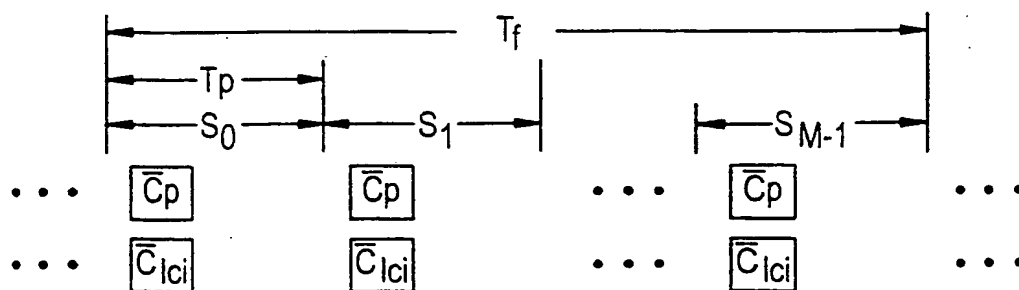 T_f
Tp
S_0 S_1 S_M-1
... C̅p C̅p ... C̅p ...
... C̅_lci C̅_lci ... C̅_lci ...